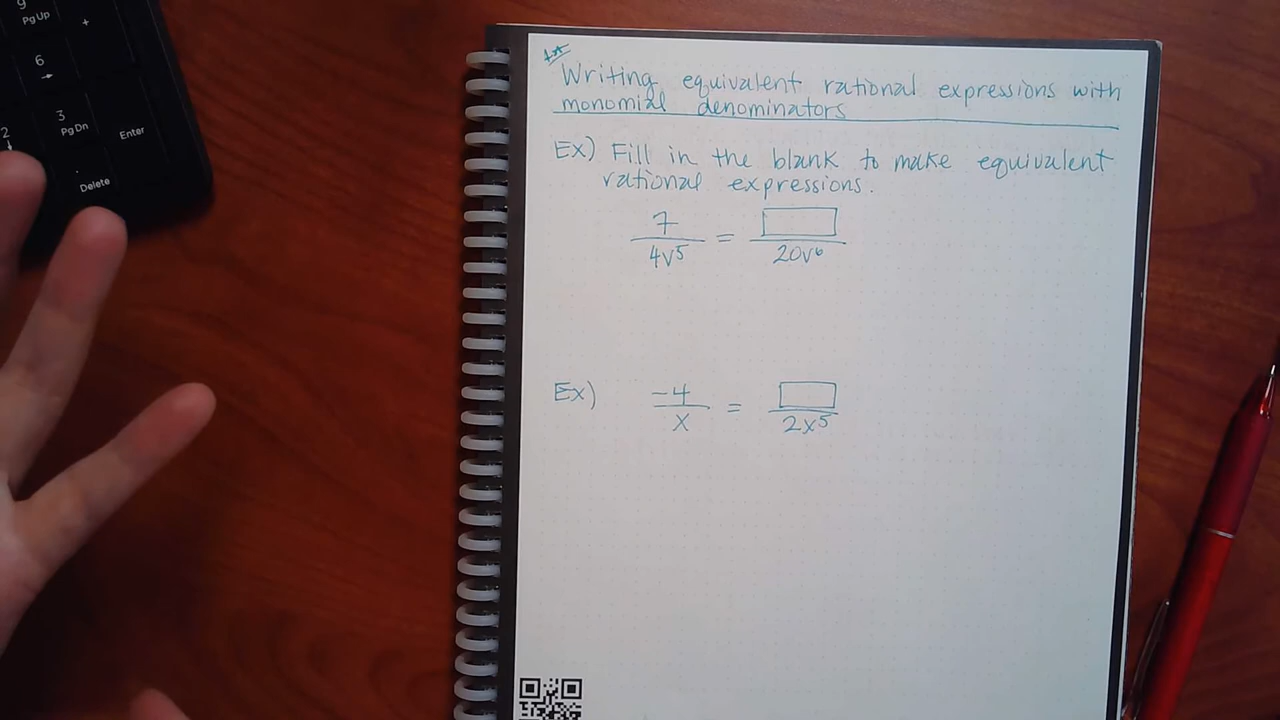 9
PgUp
+
6
→
3
PgDn
2
↓
Enter
.
Delete
Writing equivalent rational expressions with
monomial denominators
Ex) Fill in the blank to make equivalent
rational expressions.
7/4v⁵ = □/20v⁶
Ex) -4/x = □/2x⁵